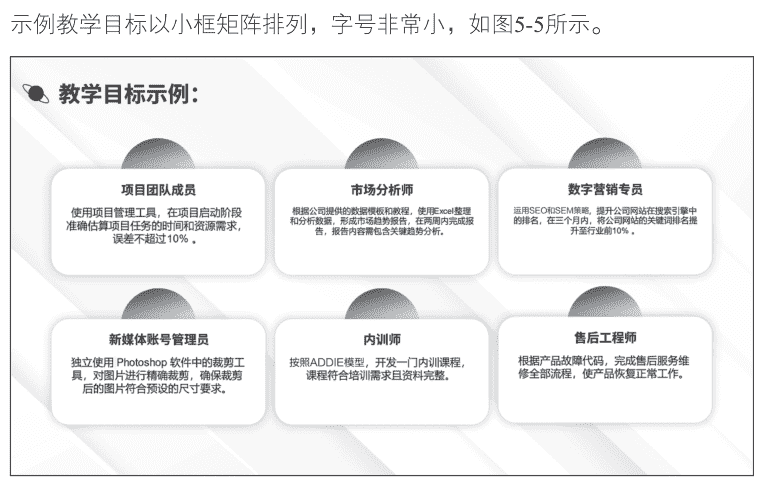 示例教学目标以小框矩阵排列，字号非常小，如图5-5所示。
教学目标示例：
项目团队成员
使用项目管理工具，在项目启动阶段
准确估算项目任务的时间和资源需求，
误差不超过10% 。
市场分析师
根据公司提供的数据模板和教程，使用Excel整理
和分析数据，形成市场趋势报告，在两周内完成报
告，报告内容需包含关键趋势分析。
数字营销专员
运用SEO和SEM策略，提升公司网站在搜索引擎中
的排名，在三个月内，将公司网站的关键词排名提
升至行业前10% 。
新媒体账号管理员
独立使用 Photoshop 软件中的裁剪工
具，对图片进行精确裁剪，确保裁剪
后的图片符合预设的尺寸要求。
内训师
按照ADDIE模型，开发一门内训课程，
课程符合培训需求且资料完整。
售后工程师
根据产品故障代码，完成售后服务维
修全部流程，使产品恢复正常工作。